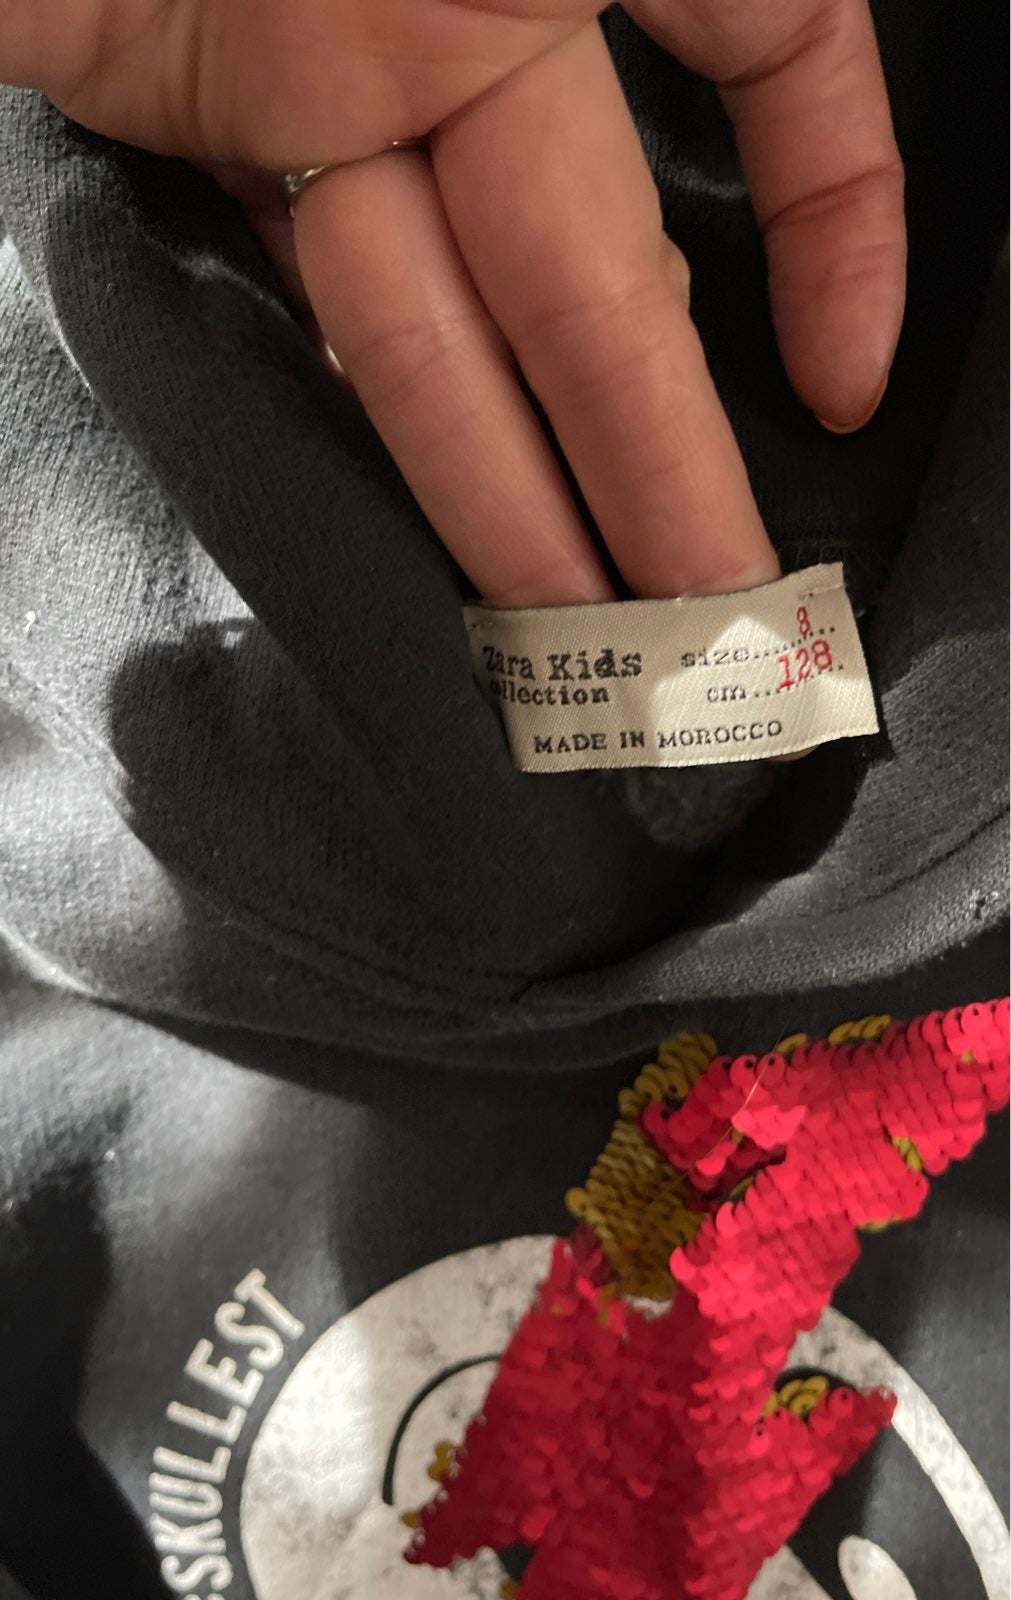 Zara Kids
collection
size........8...
cm...128.
MADE IN MOROCCO
SKULLEST